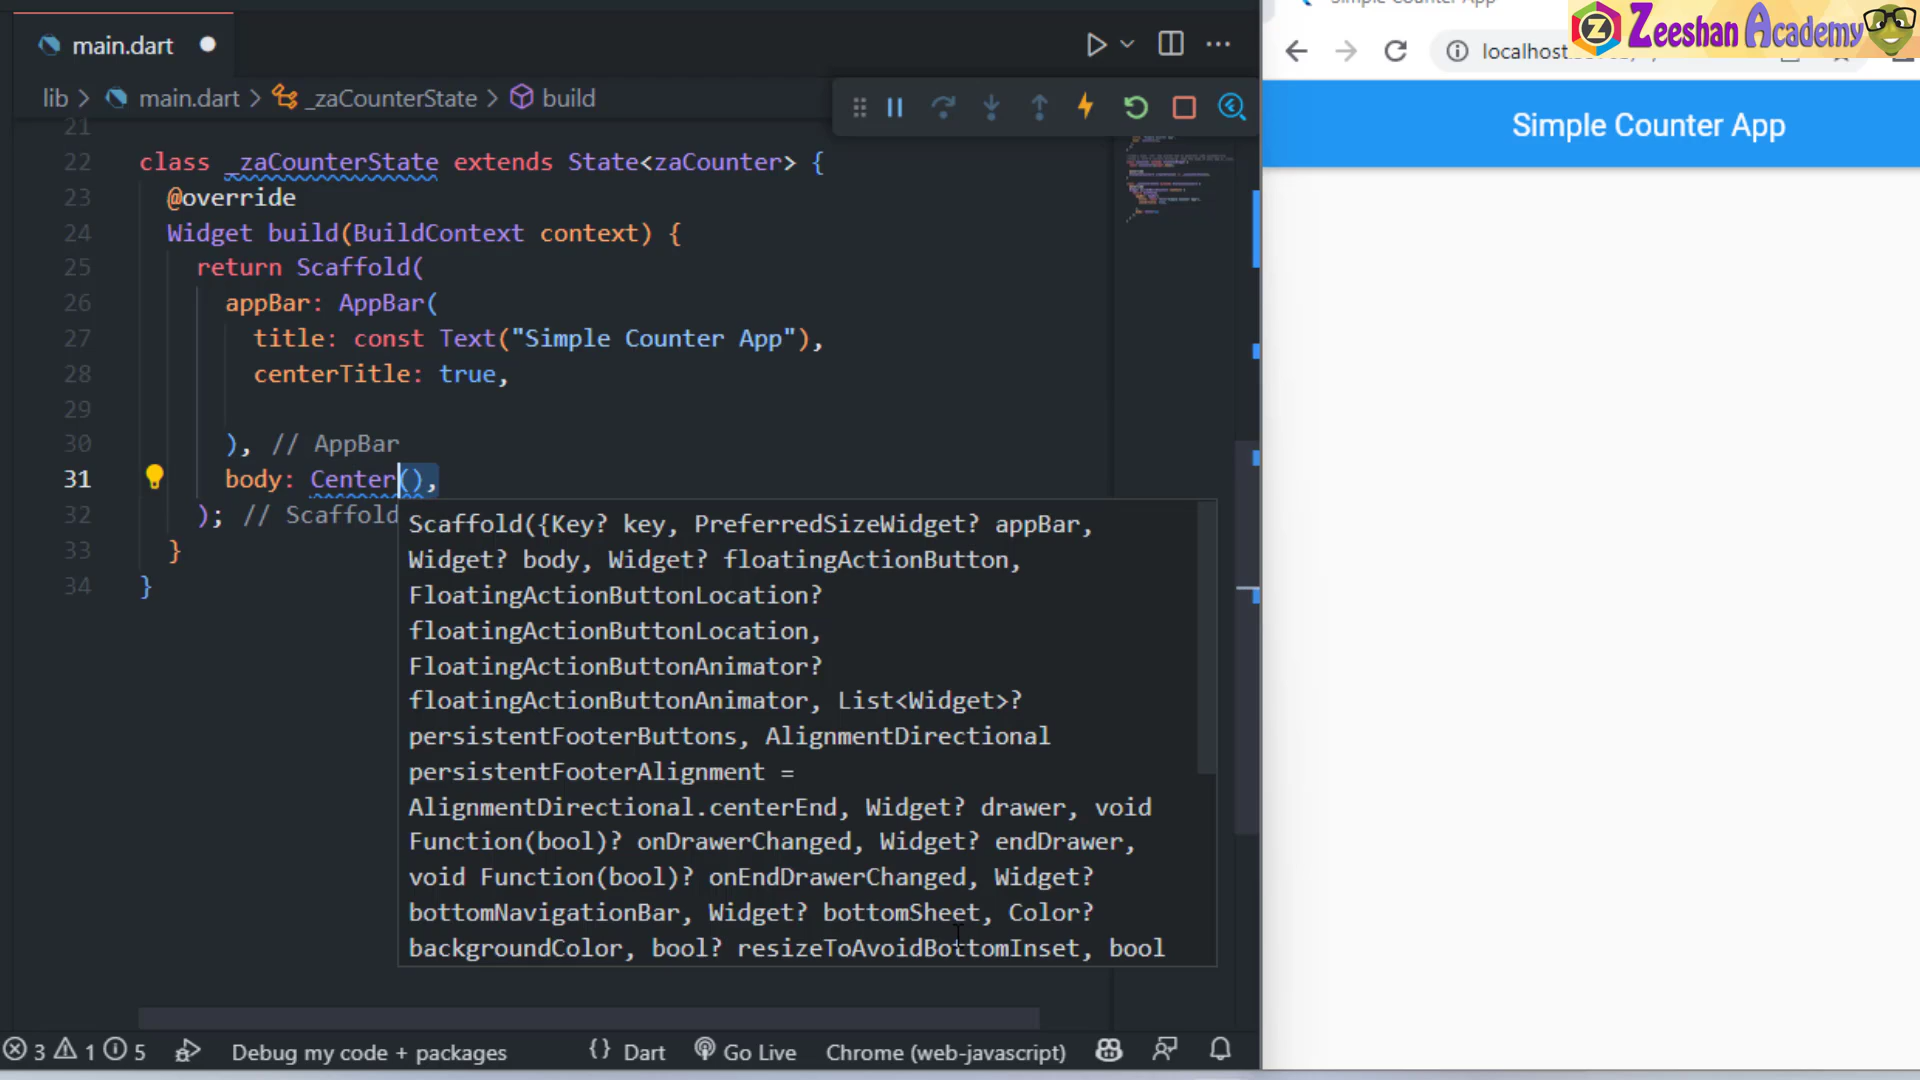 main.dart
lib > main.dart > _zaCounterState > build
21
22 class _zaCounterState extends State<zaCounter> {
23 @override
24 Widget build(BuildContext context) {
25 return Scaffold(
26 appBar: AppBar(
27 title: const Text("Simple Counter App"),
28 centerTitle: true,
29
30 ), // AppBar
31 body: Center(),
32 ); // Scaffold
33 }
34 }
Scaffold({Key? key, PreferredSizeWidget? appBar,
Widget? body, Widget? floatingActionButton,
FloatingActionButtonLocation?
floatingActionButtonLocation,
FloatingActionButtonAnimator?
floatingActionButtonAnimator, List<Widget>?
persistentFooterButtons, AlignmentDirectional
persistentFooterAlignment =
AlignmentDirectional.centerEnd, Widget? drawer, void
Function(bool)? onDrawerChanged, Widget? endDrawer,
void Function(bool)? onEndDrawerChanged, Widget?
bottomNavigationBar, Widget? bottomSheet, Color?
backgroundColor, bool? resizeToAvoidBottomInset, bool
3 1 5 Debug my code + packages {} Dart Go Live Chrome (web-javascript)
Simple Counter App
Zeeshan Academy
localhost
Simple Counter App